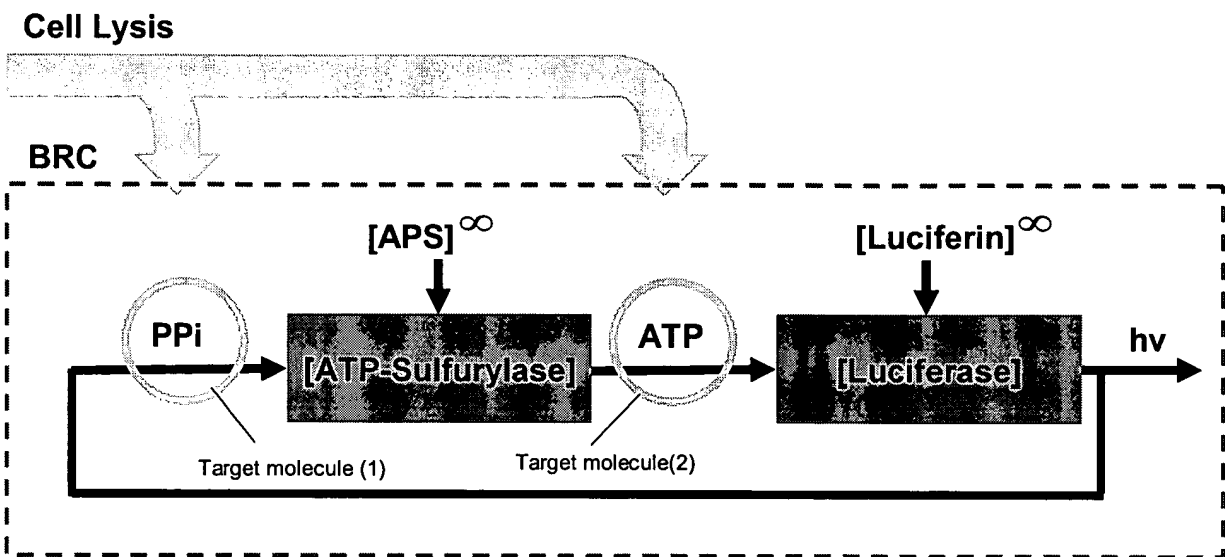 Cell Lysis
BRC
[APS]∞
[Luciferin]∞
PPi
[ATP-Sulfurylase]
ATP
[Luciferase]
hv
Target molecule (1)
Target molecule(2)